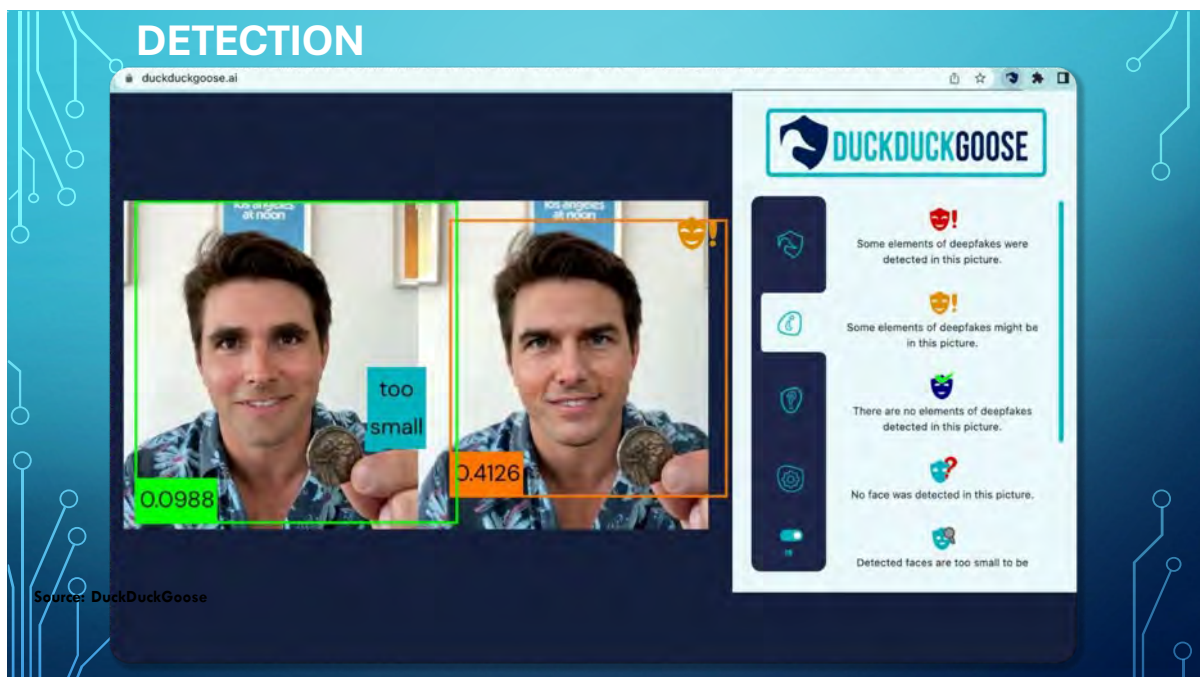 DETECTION
duckduckgoose.ai
los angeles
at noon
los angeles
at noon
too
small
0.0988
0.4126
DUCKDUCKGOOSE
Some elements of deepfakes were
detected in this picture.
Some elements of deepfakes might be
in this picture.
There are no elements of deepfakes
detected in this picture.
No face was detected in this picture.
Detected faces are too small to be
Source: DuckDuckGoose